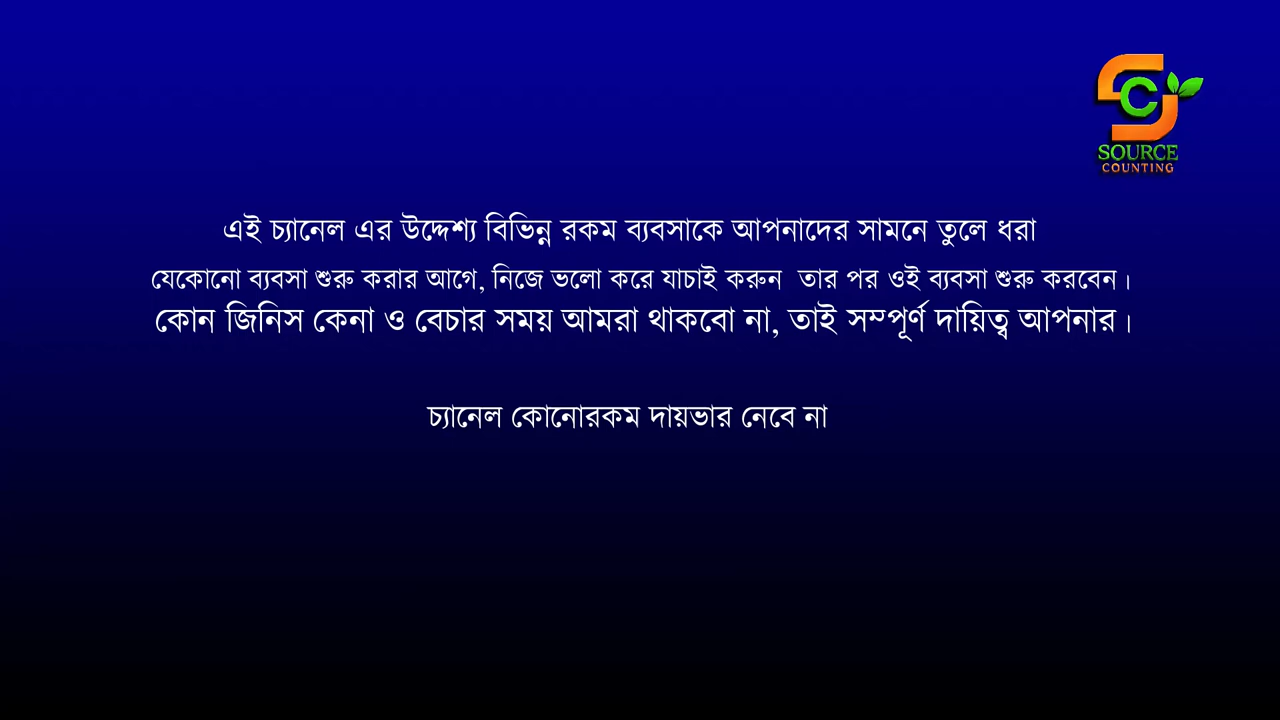 SC
SOURCE
COUNTING
এই চ্যানেল এর উদ্দেশ্য বিভিন্ন রকম ব্যবসাকে আপনাদের সামনে তুলে ধরা
যেকোনো ব্যবসা শুরু করার আগে, নিজে ভলো করে যাচাই করুন তার পর ওই ব্যবসা শুরু করবেন।
কোন জিনিস কেনা ও বেচার সময় আমরা থাকবো না, তাই সম্পূর্ণ দায়িত্ব আপনার।
চ্যানেল কোনোরকম দায়ভার নেবে না